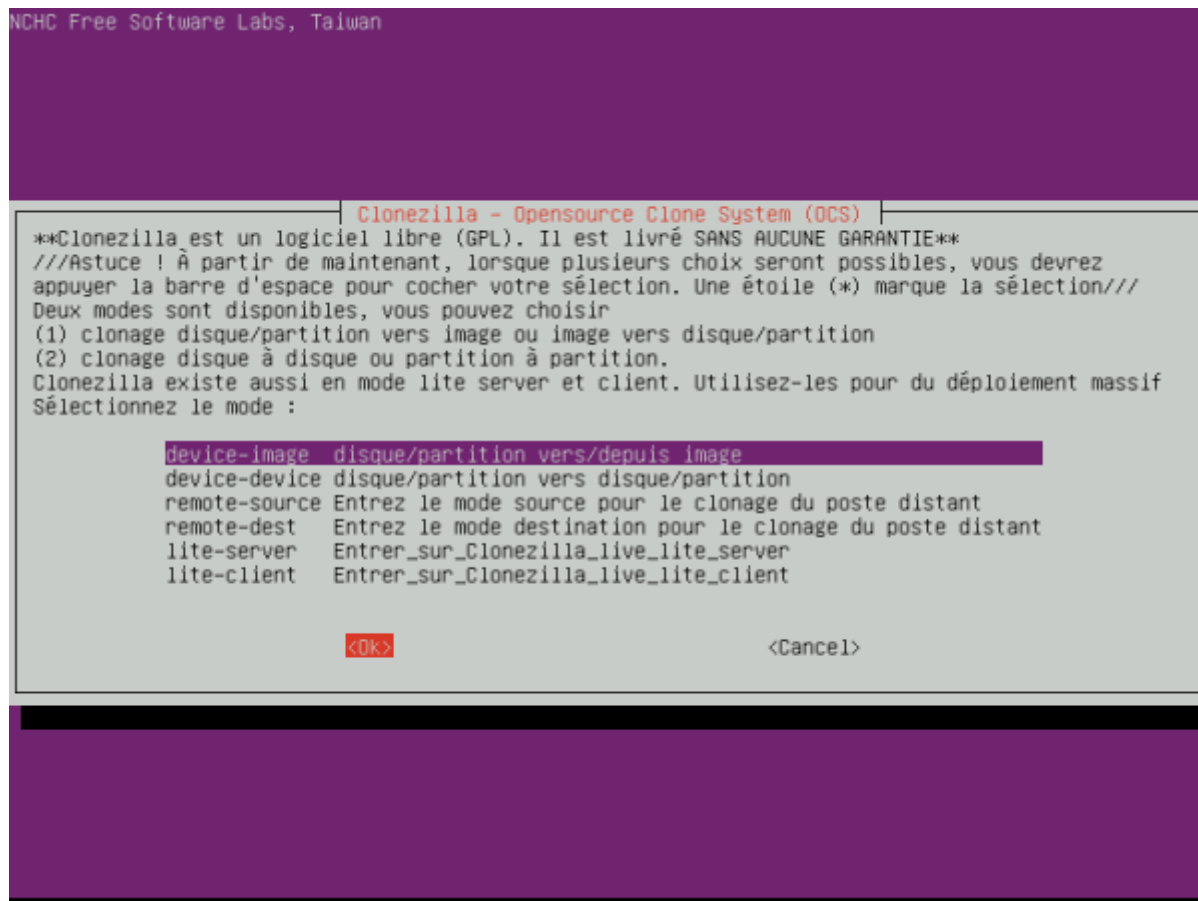 NCHC Free Software Labs, Taiwan
Clonezilla - Opensource Clone System (OCS)
**Clonezilla est un logiciel libre (GPL). Il est livré SANS AUCUNE GARANTIE**
///Astuce ! À partir de maintenant, lorsque plusieurs choix seront possibles, vous devrez
appuyer la barre d'espace pour cocher votre sélection. Une étoile (*) marque la sélection///
Deux modes sont disponibles, vous pouvez choisir
(1) clonage disque/partition vers image ou image vers disque/partition
(2) clonage disque à disque ou partition à partition.
Clonezilla existe aussi en mode lite server et client. Utilisez-les pour du déploiement massif
Sélectionnez le mode :
device-image disque/partition vers/depuis image
device-device disque/partition vers disque/partition
remote-source Entrez le mode source pour le clonage du poste distant
remote-dest Entrez le mode destination pour le clonage du poste distant
lite-server Entrer_sur_Clonezilla_live_lite_server
lite-client Entrer_sur_Clonezilla_live_lite_client
<Ok> <Cancel>